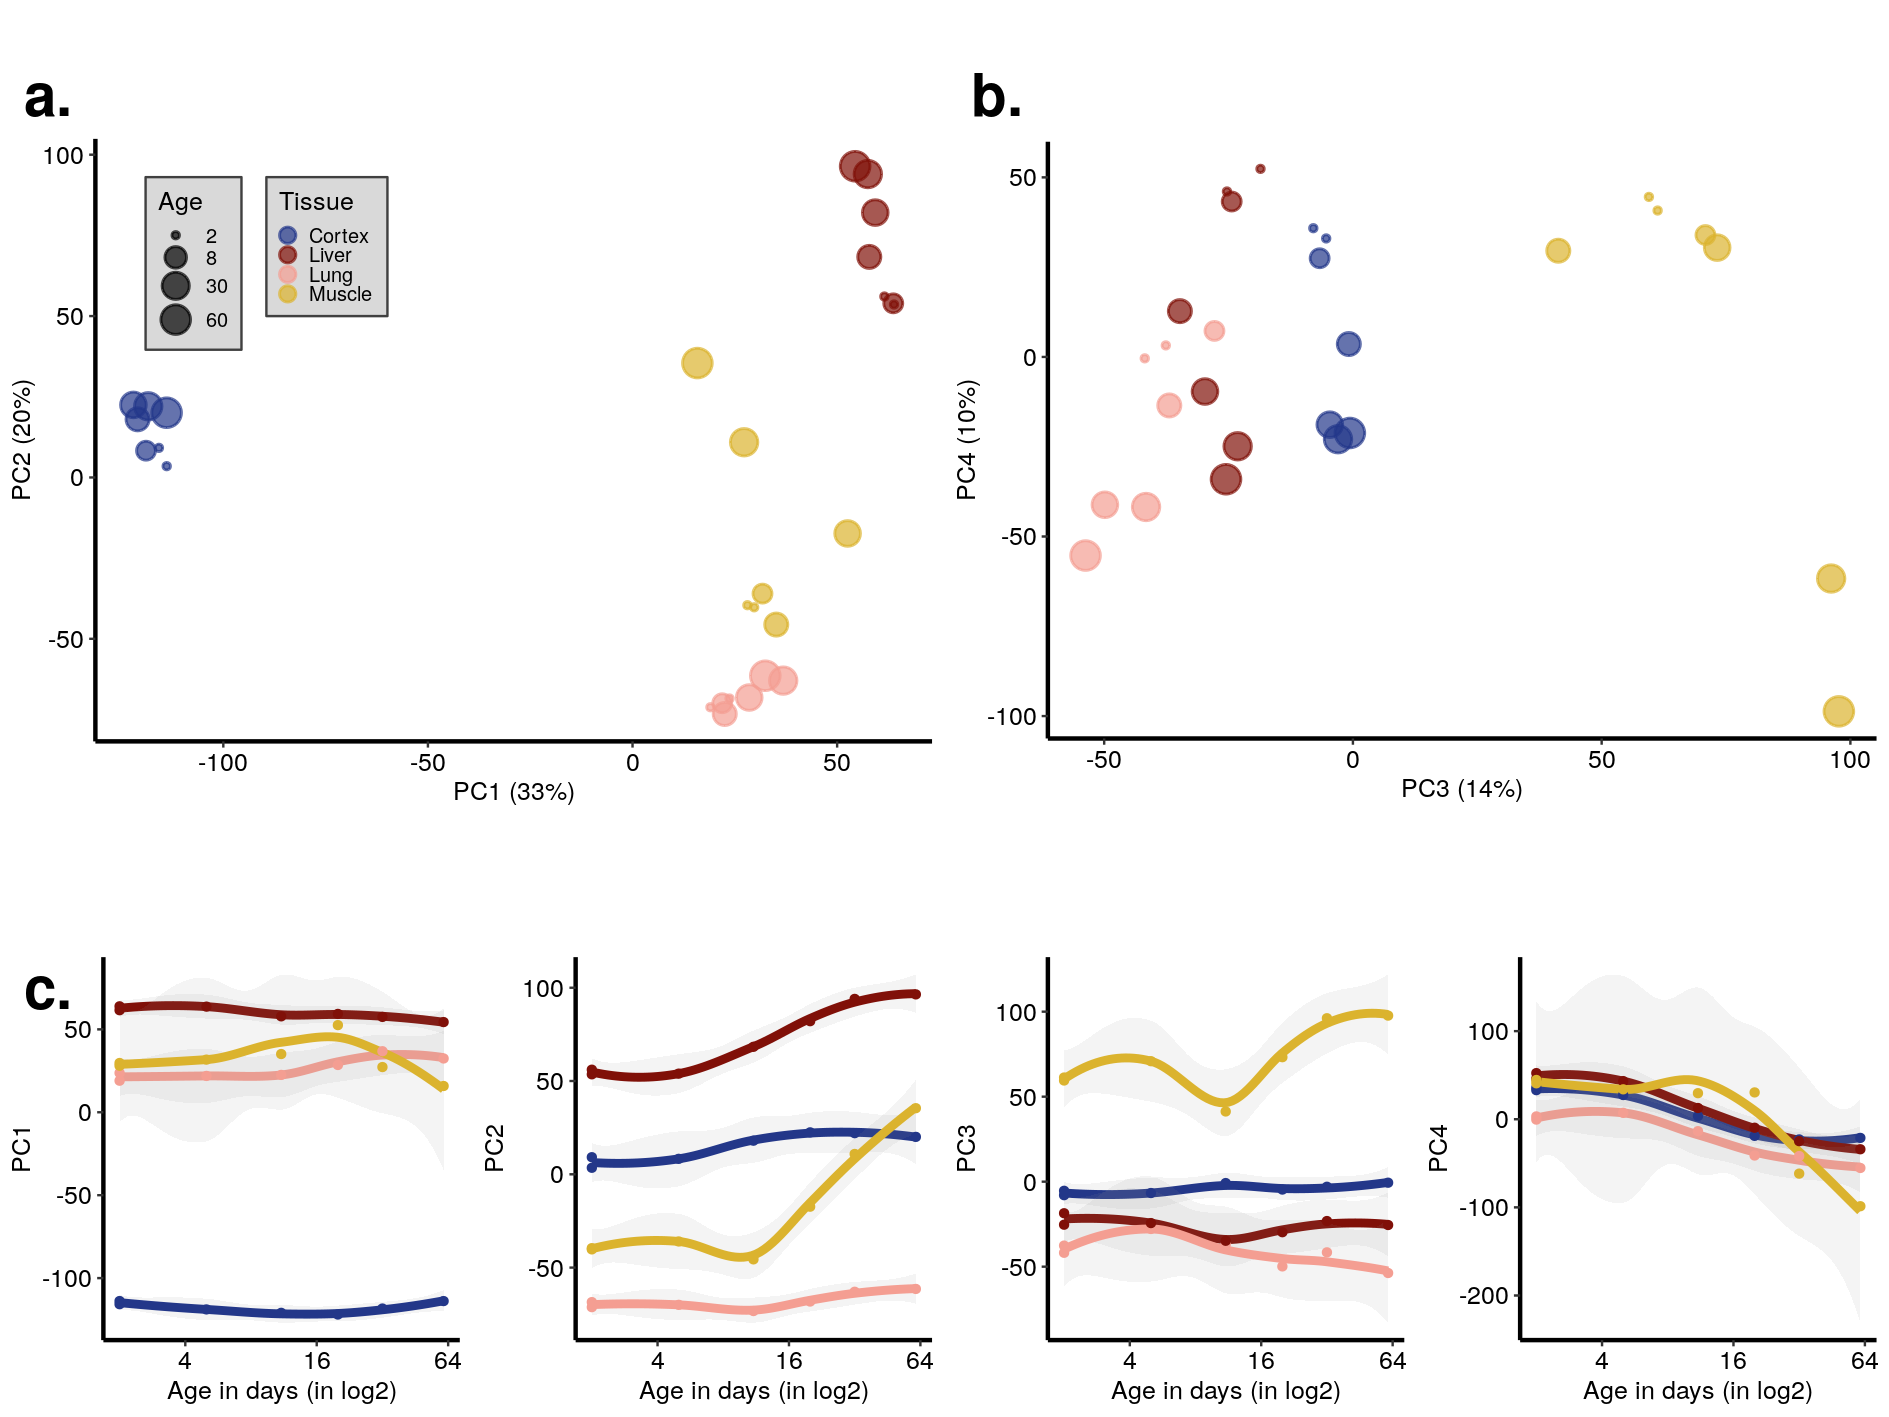 a.
100
50
0
-50
PC2 (20%)
Age
2
8
30
60
Tissue
Cortex
Liver
Lung
Muscle
-100
-50
0
50
PC1 (33%)
b.
50
0
-50
-100
PC4 (10%)
-50
0
50
100
PC3 (14%)
c.
50
0
-50
-100
PC1
4
16
64
Age in days (in log2)
100
50
0
-50
PC2
4
16
64
Age in days (in log2)
100
50
0
-50
PC3
4
16
64
Age in days (in log2)
100
0
-100
-200
PC4
4
16
64
Age in days (in log2)